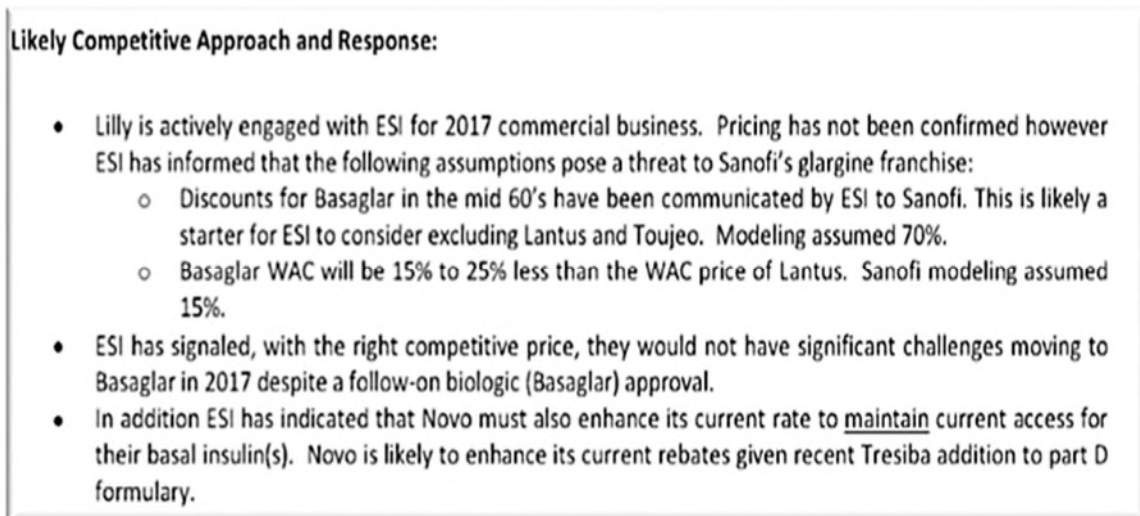 Likely Competitive Approach and Response:
• Lilly is actively engaged with ESI for 2017 commercial business. Pricing has not been confirmed however
ESI has informed that the following assumptions pose a threat to Sanofi's glargine franchise:
o Discounts for Basaglar in the mid 60's have been communicated by ESI to Sanofi. This is likely a
starter for ESI to consider excluding Lantus and Toujeo. Modeling assumed 70%.
o Basaglar WAC will be 15% to 25% less than the WAC price of Lantus. Sanofi modeling assumed
15%.
• ESI has signaled, with the right competitive price, they would not have significant challenges moving to
Basaglar in 2017 despite a follow-on biologic (Basaglar) approval.
• In addition ESI has indicated that Novo must also enhance its current rate to maintain current access for
their basal insulin(s). Novo is likely to enhance its current rebates given recent Tresiba addition to part D
formulary.